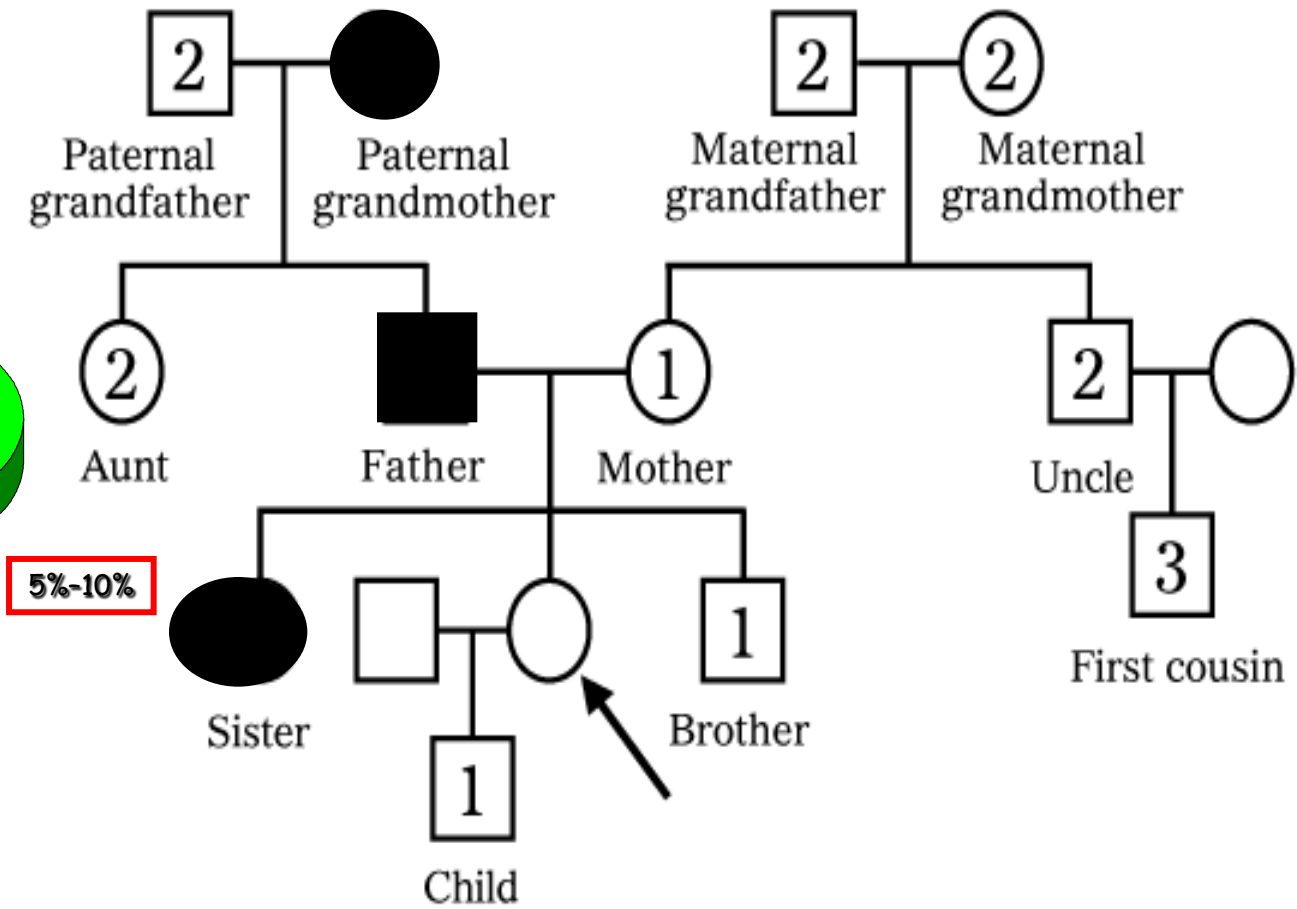 2
2
2
Paternal
grandfather
Paternal
grandmother
Maternal
grandfather
Maternal
grandmother
2
1
2
Aunt
Father
Mother
Uncle
5%-10%
1
3
Sister
Brother
First cousin
1
Child